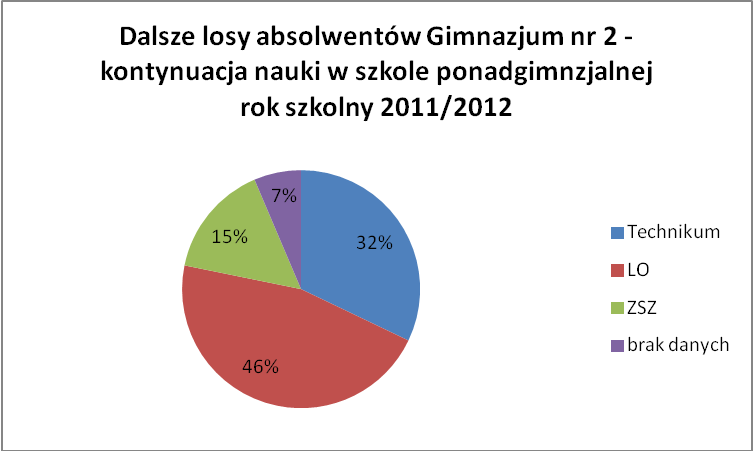 Dalsze losy absolwentów Gimnazjum nr 2 -
kontynuacja nauki w szkole ponadgimnzjalnej
rok szkolny 2011/2012
7%
32%
15%
46%
Technikum
LO
ZSZ
brak danych